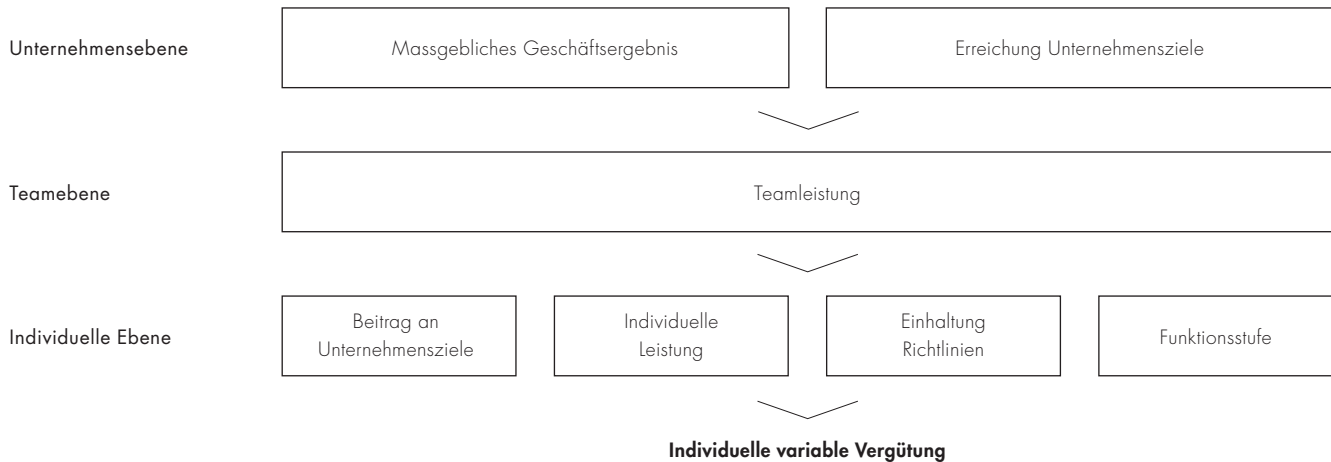 Unternehmensebene
Massgebliches Geschäftsergebnis
Erreichung Unternehmensziele
Teamebene
Teamleistung
Individuelle Ebene
Beitrag an
Unternehmensziele
Individuelle
Leistung
Einhaltung
Richtlinien
Funktionsstufe
Individuelle variable Vergütung